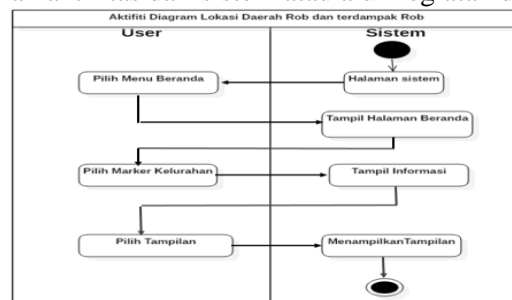 Aktifiti Diagram Lokasi Daerah Rob dan terdampak Rob
User
Sistem
Halaman sistem
Pilih Menu Beranda
Tampil Halaman Beranda
Pilih Marker Kelurahan
Tampil Informasi
Pilih Tampilan
MenampilkanTampilan